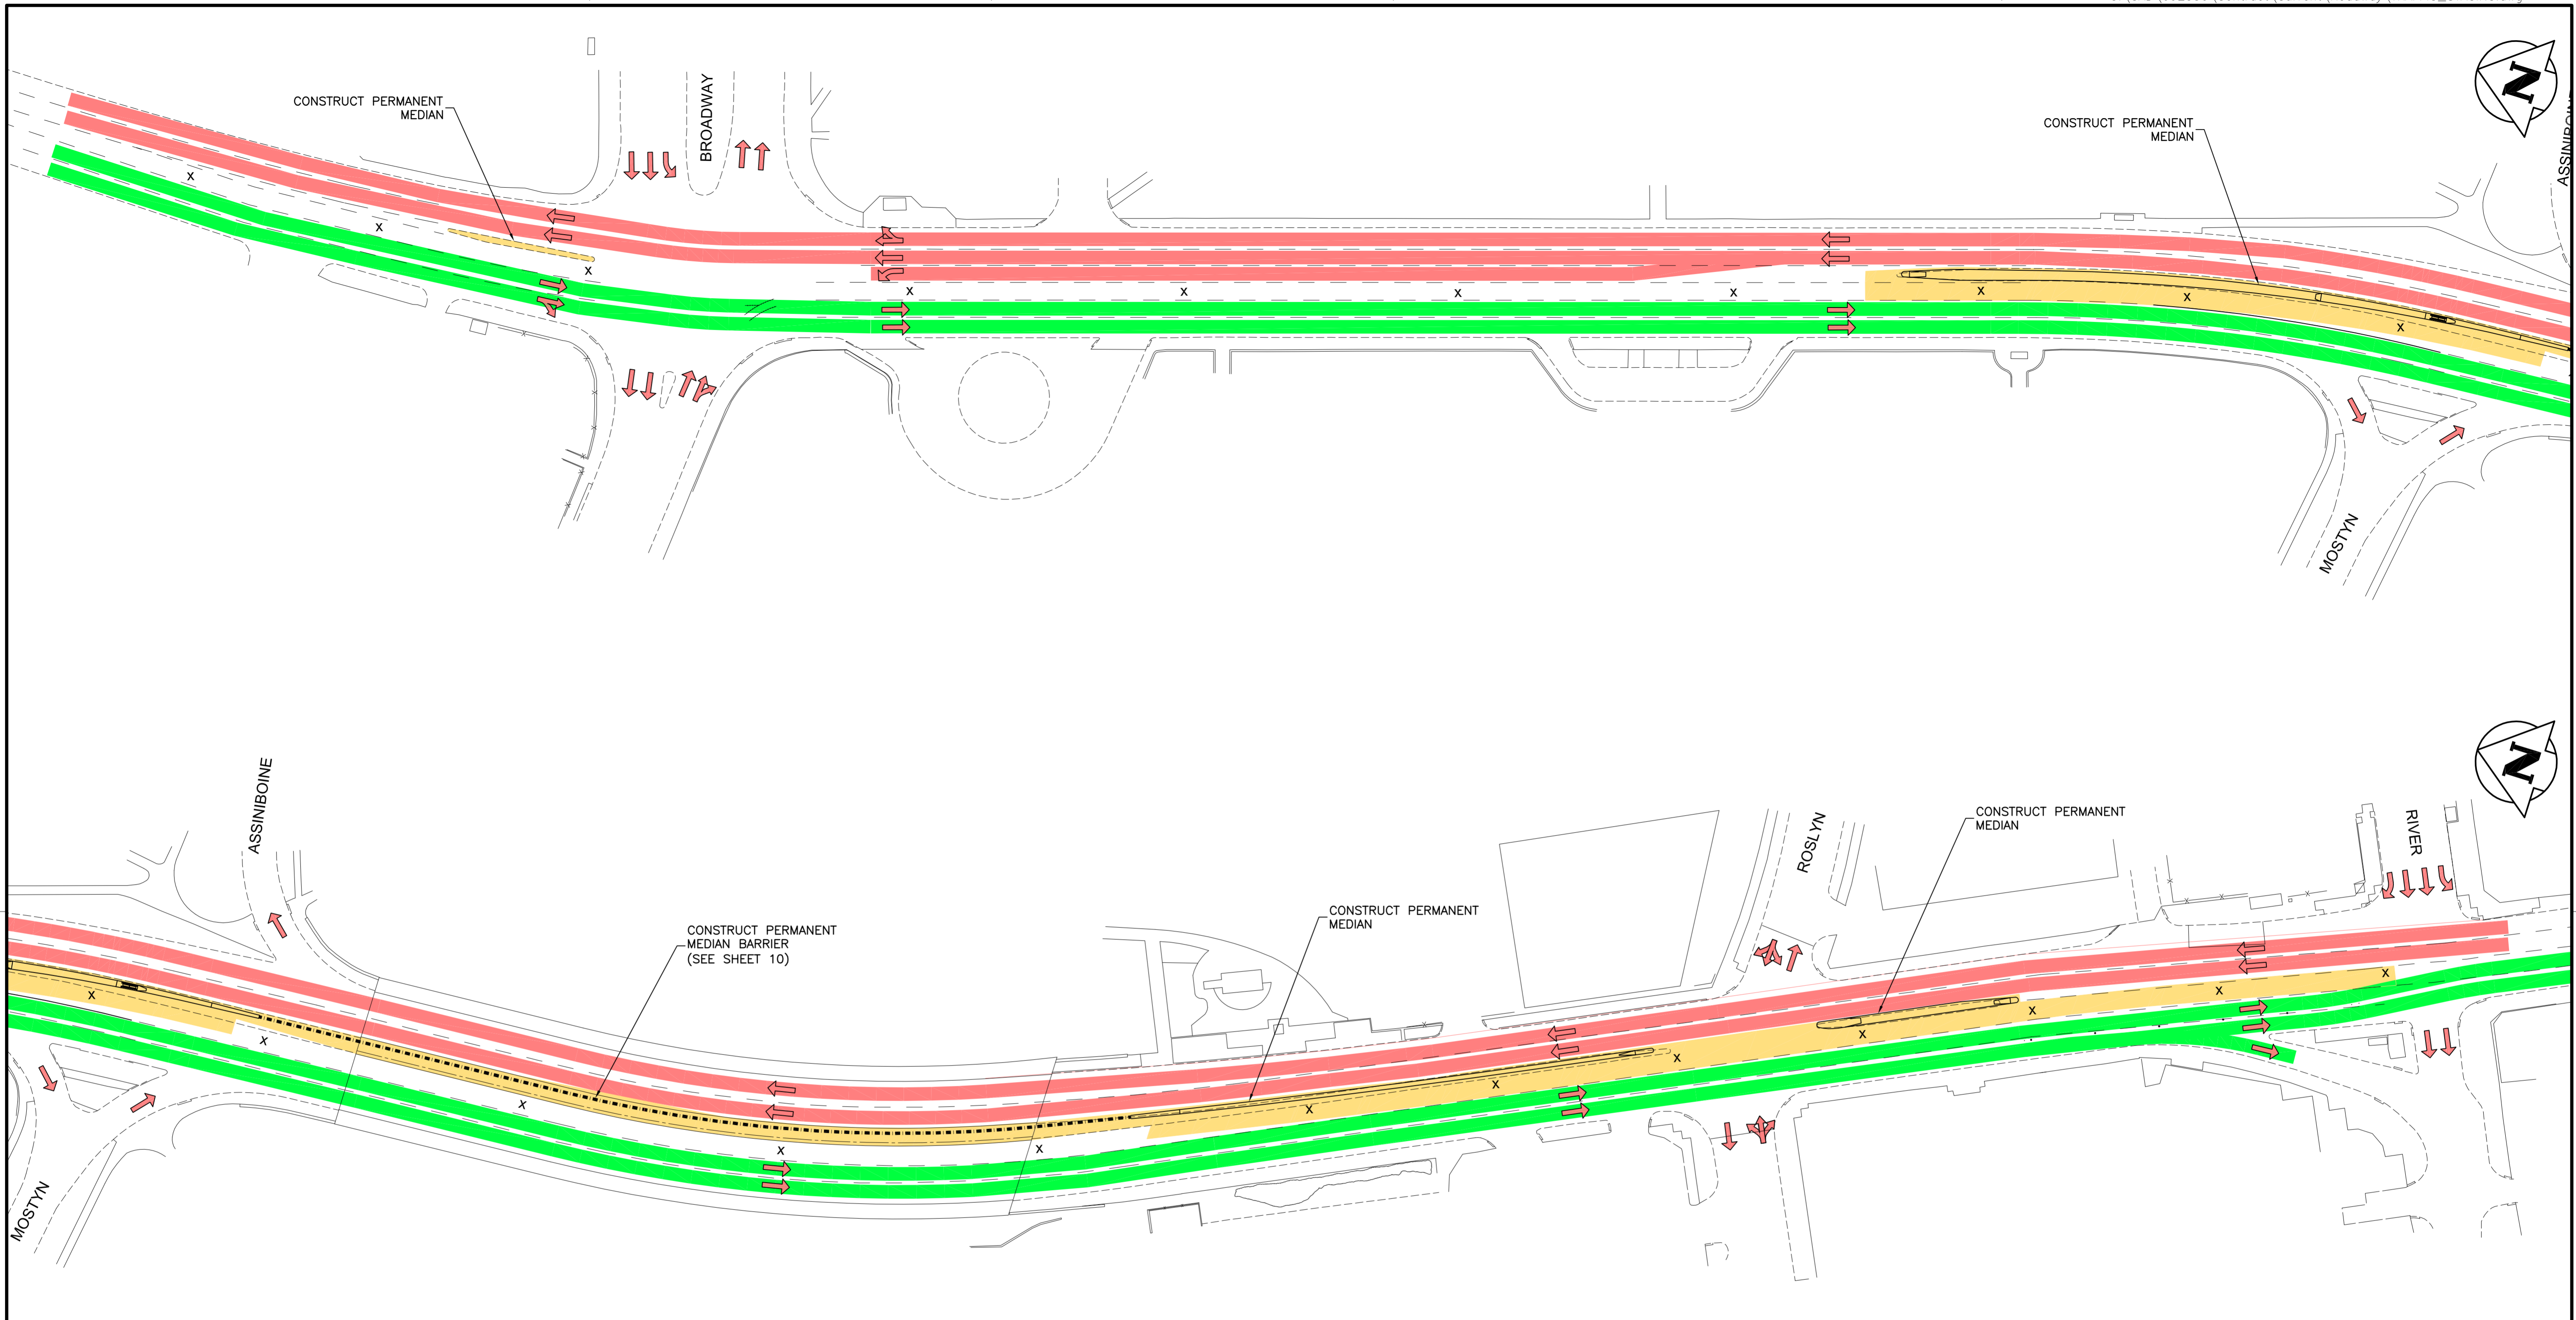 CONSTRUCT PERMANENT
MEDIAN
BROADWAY
CONSTRUCT PERMANENT
MEDIAN
N
x
x
x
x
x
x
x
x
x
x
MOSTYN
N
ASSINIBOINE
CONSTRUCT PERMANENT
MEDIAN BARRIER
(SEE SHEET 10)
CONSTRUCT PERMANENT
MEDIAN
ROSLYN
CONSTRUCT PERMANENT
MEDIAN
RIVER
x
x
x
x
x
x
x
x
x
x
x
x
MOSTYN